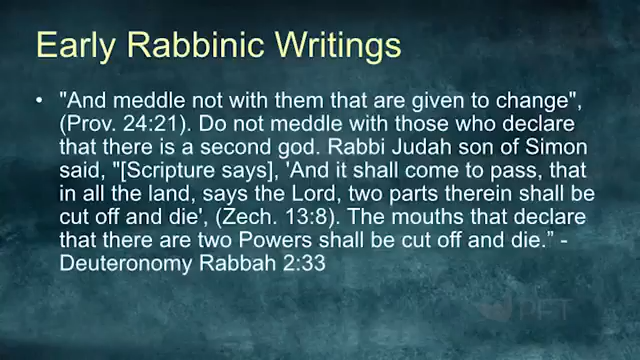 Early Rabbinic Writings
• "And meddle not with them that are given to change",
(Prov. 24:21). Do not meddle with those who declare
that there is a second god. Rabbi Judah son of Simon
said, "[Scripture says], 'And it shall come to pass, that
in all the land, says the Lord, two parts therein shall be
cut off and die', (Zech. 13:8). The mouths that declare
that there are two Powers shall be cut off and die.” -
Deuteronomy Rabbah 2:33
PFT